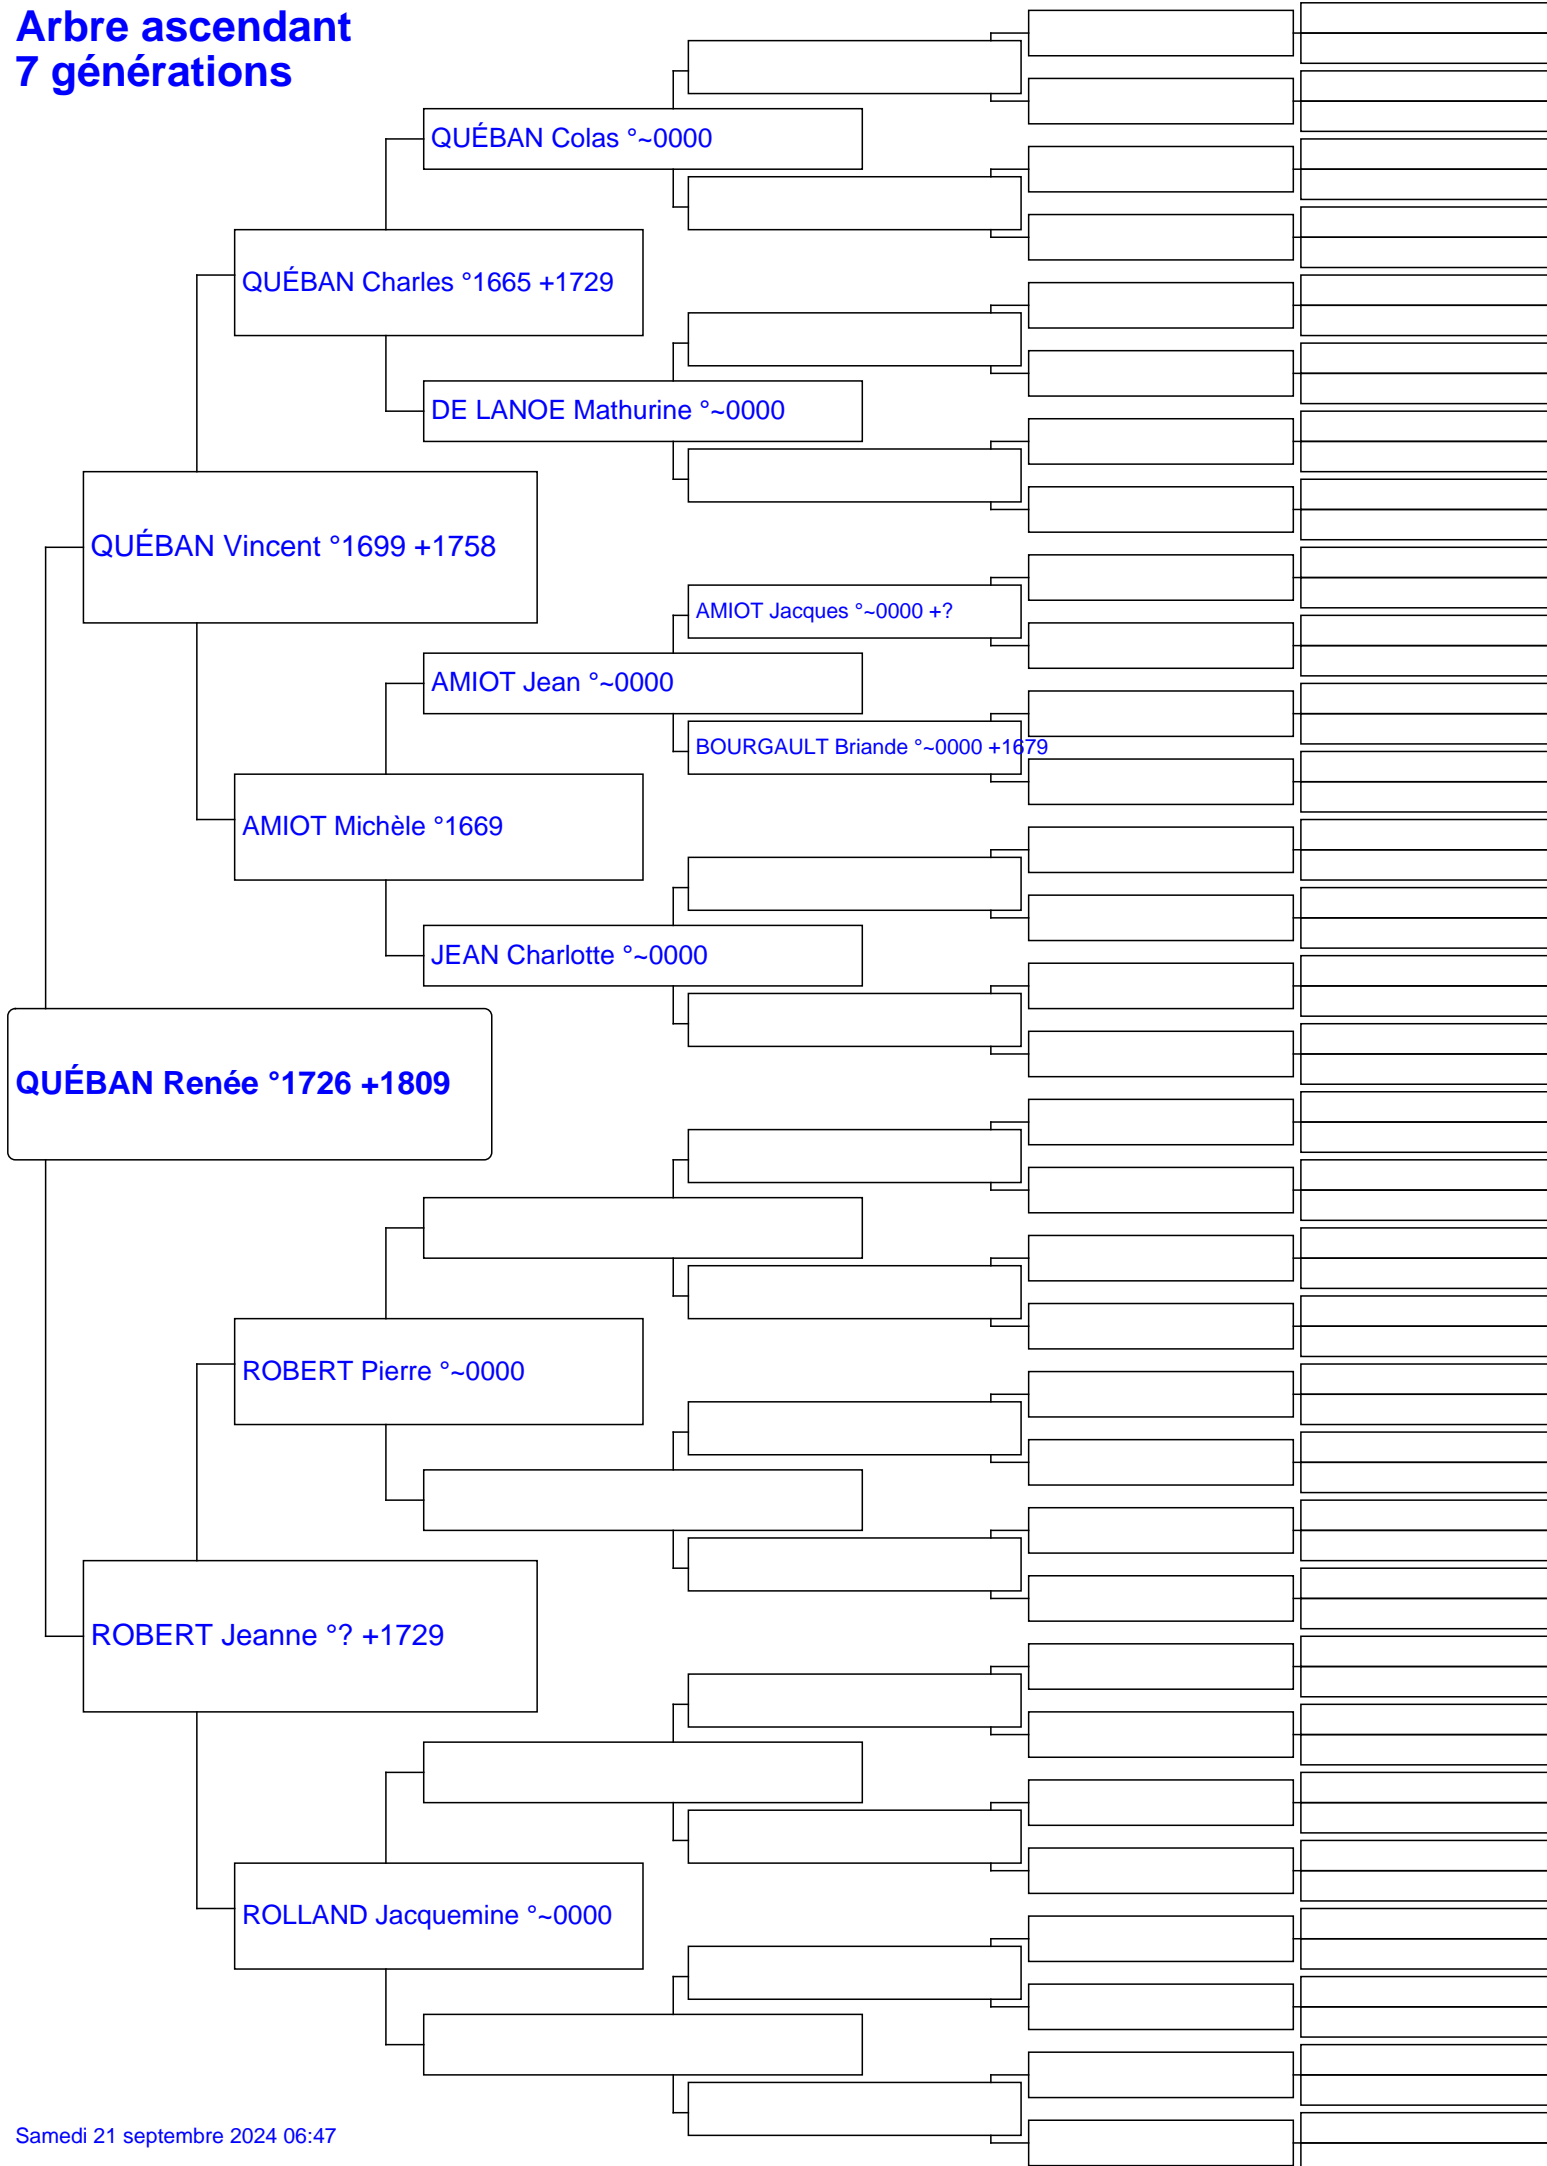 Arbre ascendant
7 générations
QUÉBAN Colas °~0000
QUÉBAN Charles °1665 +1729
DE LANOE Mathurine °~0000
QUÉBAN Vincent °1699 +1758
AMIOT Jacques °~0000 +?
AMIOT Jean °~0000
BOURGAULT Briande °~0000 +1679
AMIOT Michèle °1669
JEAN Charlotte °~0000
QUÉBAN Renée °1726 +1809
ROBERT Pierre °~0000
ROBERT Jeanne °? +1729
ROLLAND Jacquemine °~0000
Samedi 21 septembre 2024 06:47